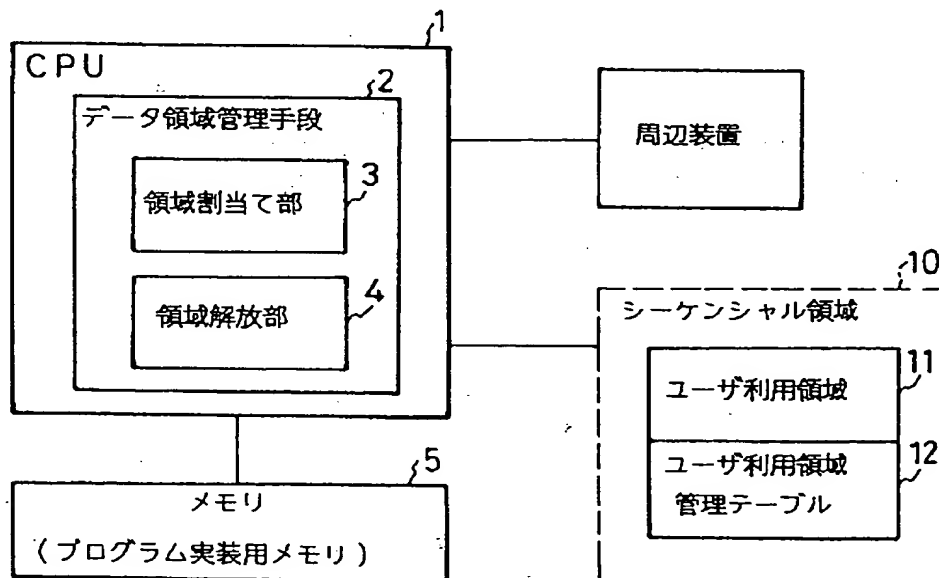 1
CPU
2
データ領域管理手段
3
領域割当て部
4
領域解放部
周辺装置
10
シーケンシャル領域
11
ユーザ利用領域
12
ユーザ利用領域
管理テーブル
5
メモリ
(プログラム実装用メモリ)